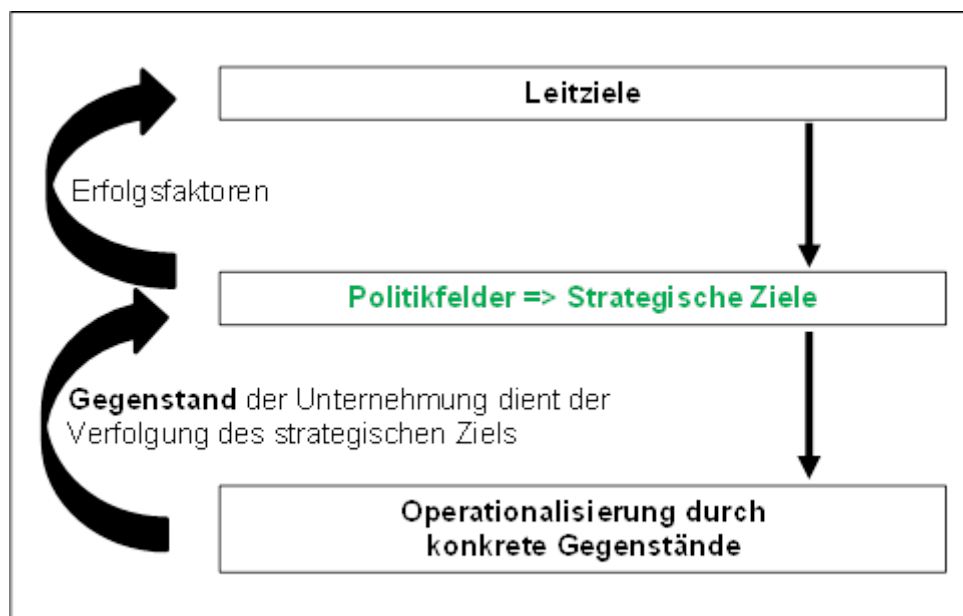 Leitziele
Erfolgsfaktoren
Politikfelder => Strategische Ziele
Gegenstand der Unternehmung dient der
Verfolgung des strategischen Ziels
Operationalisierung durch
konkrete Gegenstände